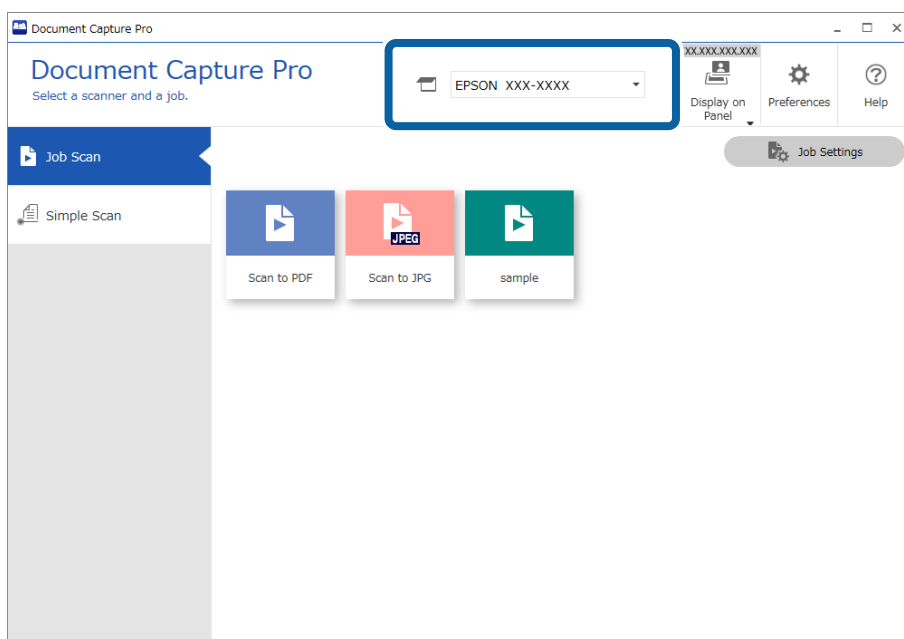 Document Capture Pro
Document Capture Pro
Select a scanner and a job.
EPSON XXX-XXXX
XX.XXX.XXX.XXX
Display on
Panel
Preferences
Help
Job Scan
Job Settings
Simple Scan
JPEG
Scan to PDF
Scan to JPG
sample